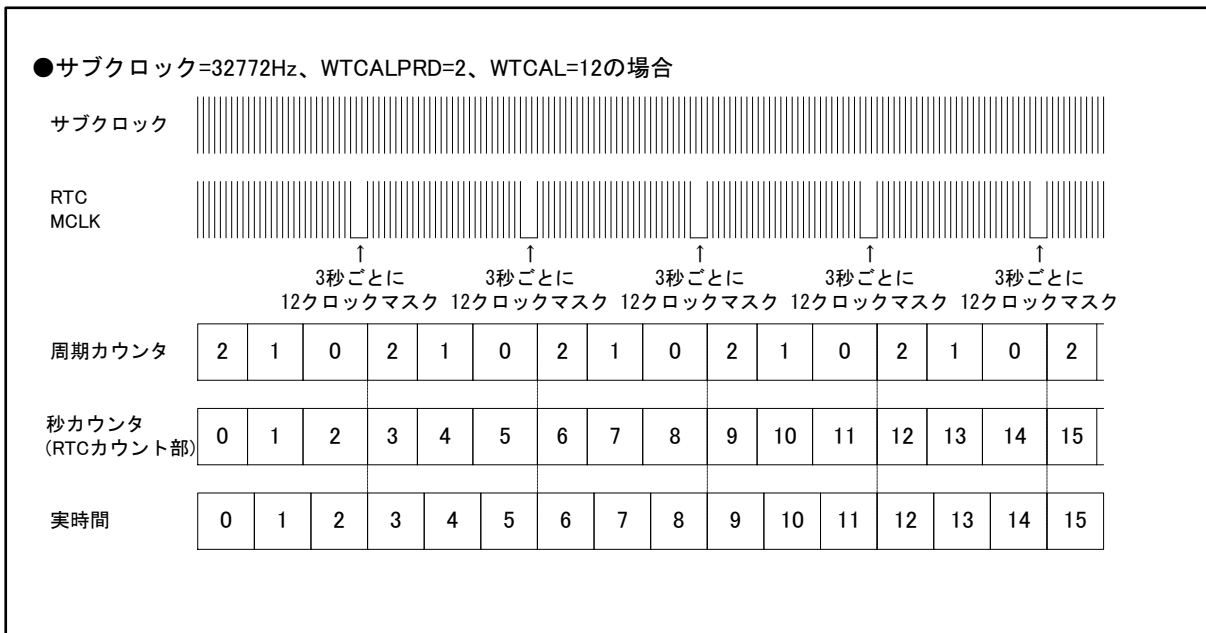 ●サブクロック=32772Hz、WTCALPRD=2、WTCAL=12の場合
サブクロック
RTC
MCLK
↑ ↑ ↑ ↑ ↑
3秒ごとに 3秒ごとに 3秒ごとに 3秒ごとに 3秒ごとに
12クロックマスク 12クロックマスク 12クロックマスク 12クロックマスク 12クロックマスク
周期カウンタ 2 1 0 2 1 0 2 1 0 2 1 0 2 1 0 2
秒カウンタ
(RTCカウント部) 0 1 2 3 4 5 6 7 8 9 10 11 12 13 14 15
実時間 0 1 2 3 4 5 6 7 8 9 10 11 12 13 14 15